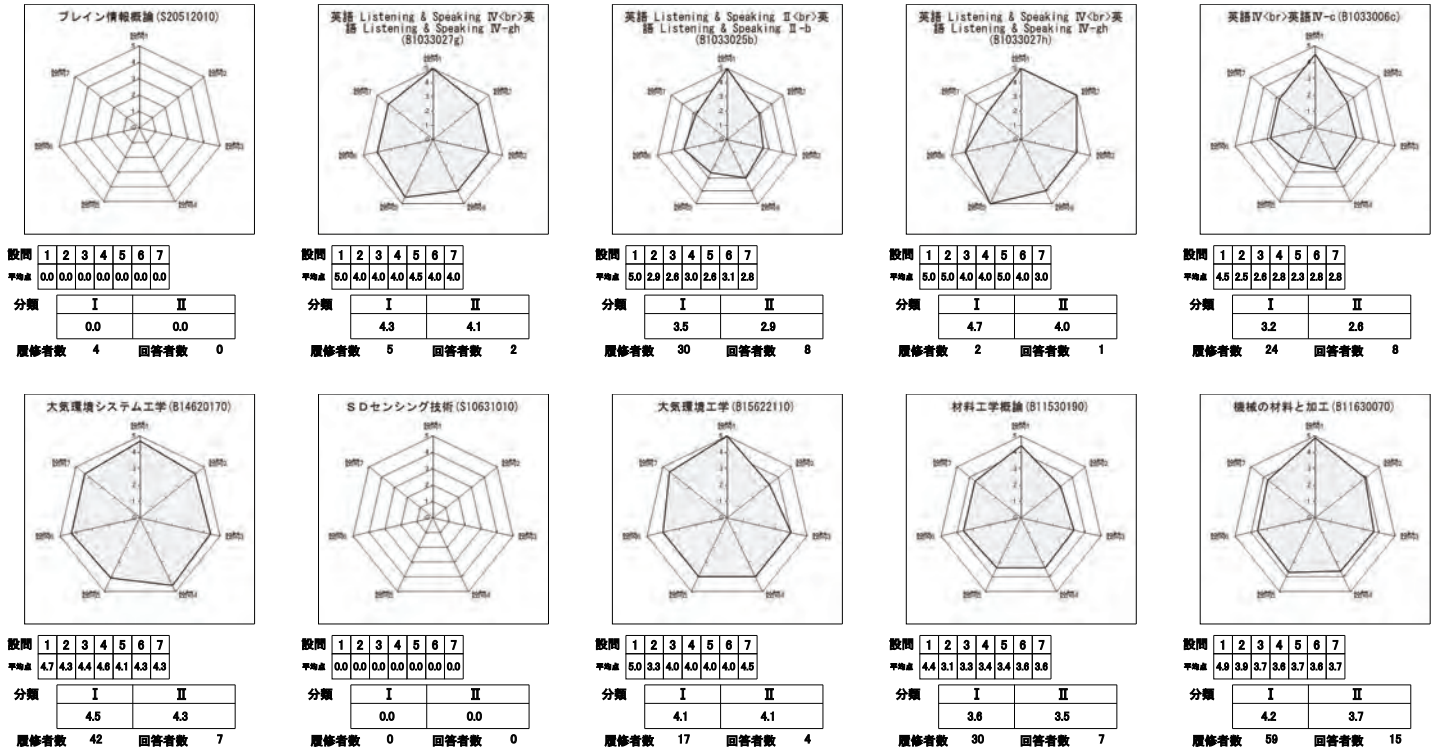 ブレイン情報概論(S20512010)
設問 1 2 3 4 5 6 7
平均点 0.0 0.0 0.0 0.0 0.0 0.0 0.0
分類 Ⅰ Ⅱ
0.0 0.0
履修者数 4 回答者数 0
英語 Listening & Speaking Ⅳ<br>英
語 Listening & Speaking Ⅳ-gh
(B1033027g)
設問 1 2 3 4 5 6 7
平均点 5.0 4.0 4.0 4.0 4.5 4.0 4.0
分類 Ⅰ Ⅱ
4.3 4.1
履修者数 5 回答者数 2
英語 Listening & Speaking Ⅱ<br>英
語 Listening & Speaking Ⅱ-b
(B1033025b)
設問 1 2 3 4 5 6 7
平均点 5.0 2.9 2.6 3.0 2.6 3.1 2.8
分類 Ⅰ Ⅱ
3.5 2.9
履修者数 30 回答者数 8
英語 Listening & Speaking Ⅳ<br>英
語 Listening & Speaking Ⅳ-gh
(B1033027h)
設問 1 2 3 4 5 6 7
平均点 5.0 5.0 4.0 4.0 5.0 4.0 3.0
分類 Ⅰ Ⅱ
4.7 4.0
履修者数 2 回答者数 1
英語Ⅳ<br>英語Ⅳ-c(B1033006c)
設問 1 2 3 4 5 6 7
平均点 4.5 2.5 2.6 2.8 2.3 2.8 2.8
分類 Ⅰ Ⅱ
3.2 2.6
履修者数 24 回答者数 8
大気環境システム工学(B14620170)
設問 1 2 3 4 5 6 7
平均点 4.7 4.3 4.4 4.6 4.1 4.3 4.3
分類 Ⅰ Ⅱ
4.5 4.3
履修者数 42 回答者数 7
ＳＤセンシング技術(S10631010)
設問 1 2 3 4 5 6 7
平均点 0.0 0.0 0.0 0.0 0.0 0.0 0.0
分類 Ⅰ Ⅱ
0.0 0.0
履修者数 0 回答者数 0
大気環境工学(B15622110)
設問 1 2 3 4 5 6 7
平均点 5.0 3.3 4.0 4.0 4.0 4.0 4.5
分類 Ⅰ Ⅱ
4.1 4.1
履修者数 17 回答者数 4
材料工学概論(B11530190)
設問 1 2 3 4 5 6 7
平均点 4.4 3.1 3.3 3.4 3.4 3.6 3.6
分類 Ⅰ Ⅱ
3.6 3.5
履修者数 30 回答者数 7
機械の材料と加工(B11630070)
設問 1 2 3 4 5 6 7
平均点 4.9 3.9 3.7 3.6 3.7 3.6 3.7
分類 Ⅰ Ⅱ
4.2 3.7
履修者数 59 回答者数 15